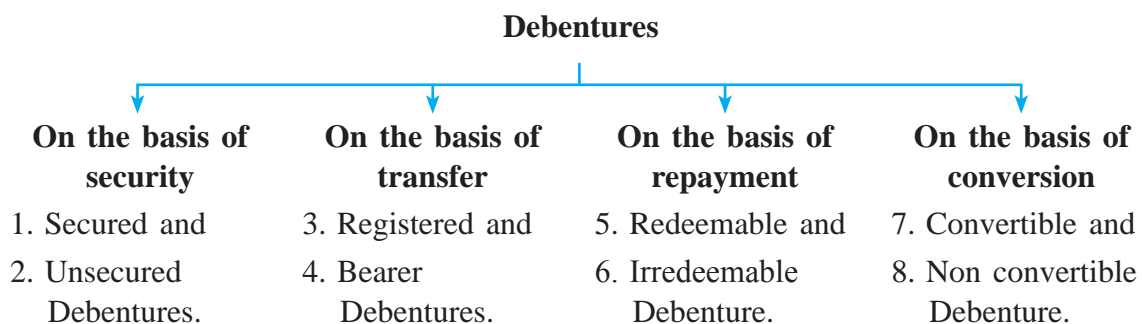 Debentures
On the basis of
security
1. Secured and
2. Unsecured
Debentures.
On the basis of
transfer
3. Registered and
4. Bearer
Debentures.
On the basis of
repayment
5. Redeemable and
6. Irredeemable
Debenture.
On the basis of
conversion
7. Convertible and
8. Non convertible
Debenture.